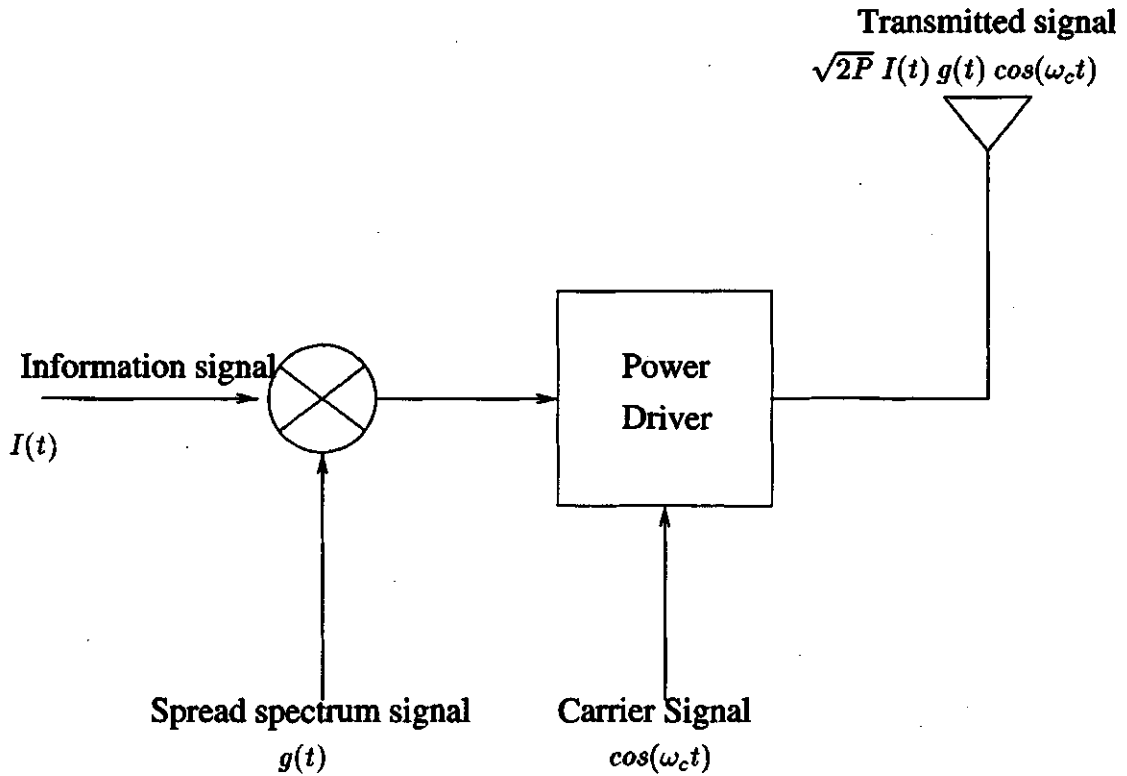 Transmitted signal
√2P I(t) g(t) cos(ω_c t)
Information signal
I(t)
Power
Driver
Spread spectrum signal
g(t)
Carrier Signal
cos(ω_c t)